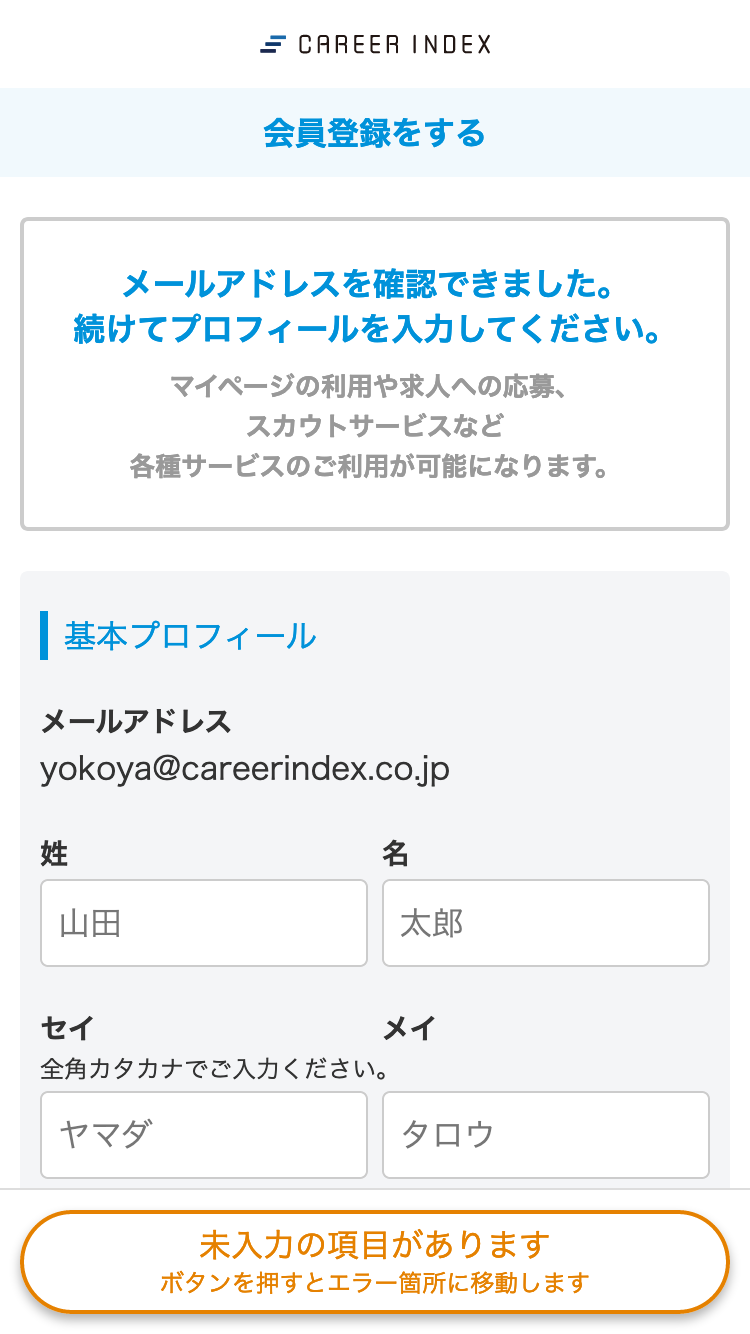 CAREER INDEX
会員登録をする
メールアドレスを確認できました。
続けてプロフィールを入力してください。
マイページの利用や求人への応募、
スカウトサービスなど
各種サービスのご利用が可能になります。
基本プロフィール
メールアドレス
yokoya@careerindex.co.jp
姓 名
山田 太郎
セイ メイ
全角カタカナでご入力ください。
ヤマダ タロウ
未入力の項目があります
ボタンを押すとエラー箇所に移動します